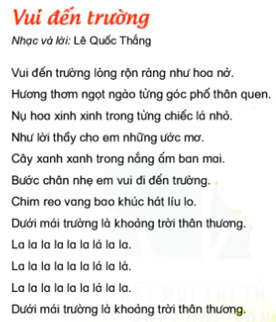 Vui đến trường
Nhạc và lời: Lê Quốc Thắng
Vui đến trường lòng rộn ràng như hoa nở.
Hương thơm ngọt ngào từng góc phố thân quen.
Nụ hoa xinh xinh trong từng chiếc lá nhỏ.
Như lời thầy cho em những ước mơ.
Cây xanh xanh trong nắng ấm ban mai.
Bước chân nhẹ em vui đi đến trường.
Chim reo vang bao khúc hát líu lo.
Dưới mái trường là khoảng trời thân thương.
La la la la la la lá la la.
La la la la la la lá la là.
La la la la la la lá la la.
Dưới mái trường là khoảng trời thân thương.